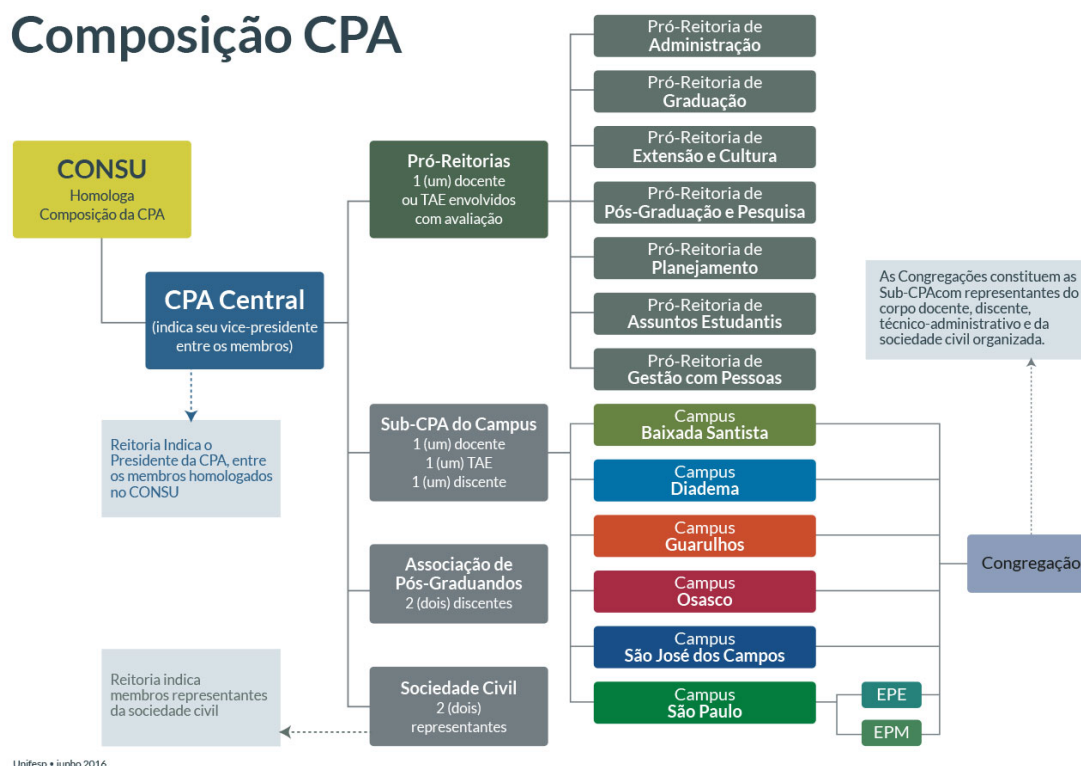 Composição CPA
CONSU
Homologa
Composição da CPA
CPA Central
(indica seu vice-presidente
entre os membros)
Reitoria Indica o
Presidente da CPA, entre
os membros homologados
no CONSU
Reitoria indica
membros representantes
da sociedade civil
Pró-Reitorias
1 (um) docente
ou TAE envolvidos
com avaliação
Sub-CPA do Campus
1 (um) docente
1 (um) TAE
1 (um) discente
Associação de
Pós-Graduandos
2 (dois) discentes
Sociedade Civil
2 (dois)
representantes
Pró-Reitoria de
Administração
Pró-Reitoria de
Graduação
Pró-Reitoria de
Extensão e Cultura
Pró-Reitoria de
Pós-Graduação e Pesquisa
Pró-Reitoria de
Planejamento
Pró-Reitoria de
Assuntos Estudantis
Pró-Reitoria de
Gestão com Pessoas
Campus
Baixada Santista
Campus
Diadema
Campus
Guarulhos
Campus
Osasco
Campus
São José dos Campos
Campus
São Paulo
EPE
EPM
As Congregações constituem as
Sub-CPAcom representantes do
corpo docente, discente,
técnico-administrativo e da
sociedade civil organizada.
Congregação
Unifesp • junho 2016